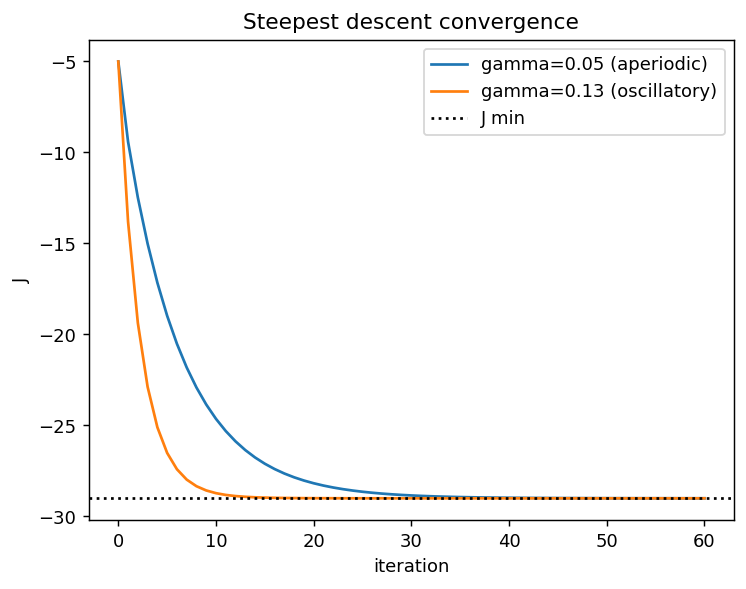 Steepest descent convergence
gamma=0.05 (aperiodic)
gamma=0.13 (oscillatory)
J min
J
−5
−10
−15
−20
−25
−30
0 10 20 30 40 50 60
iteration